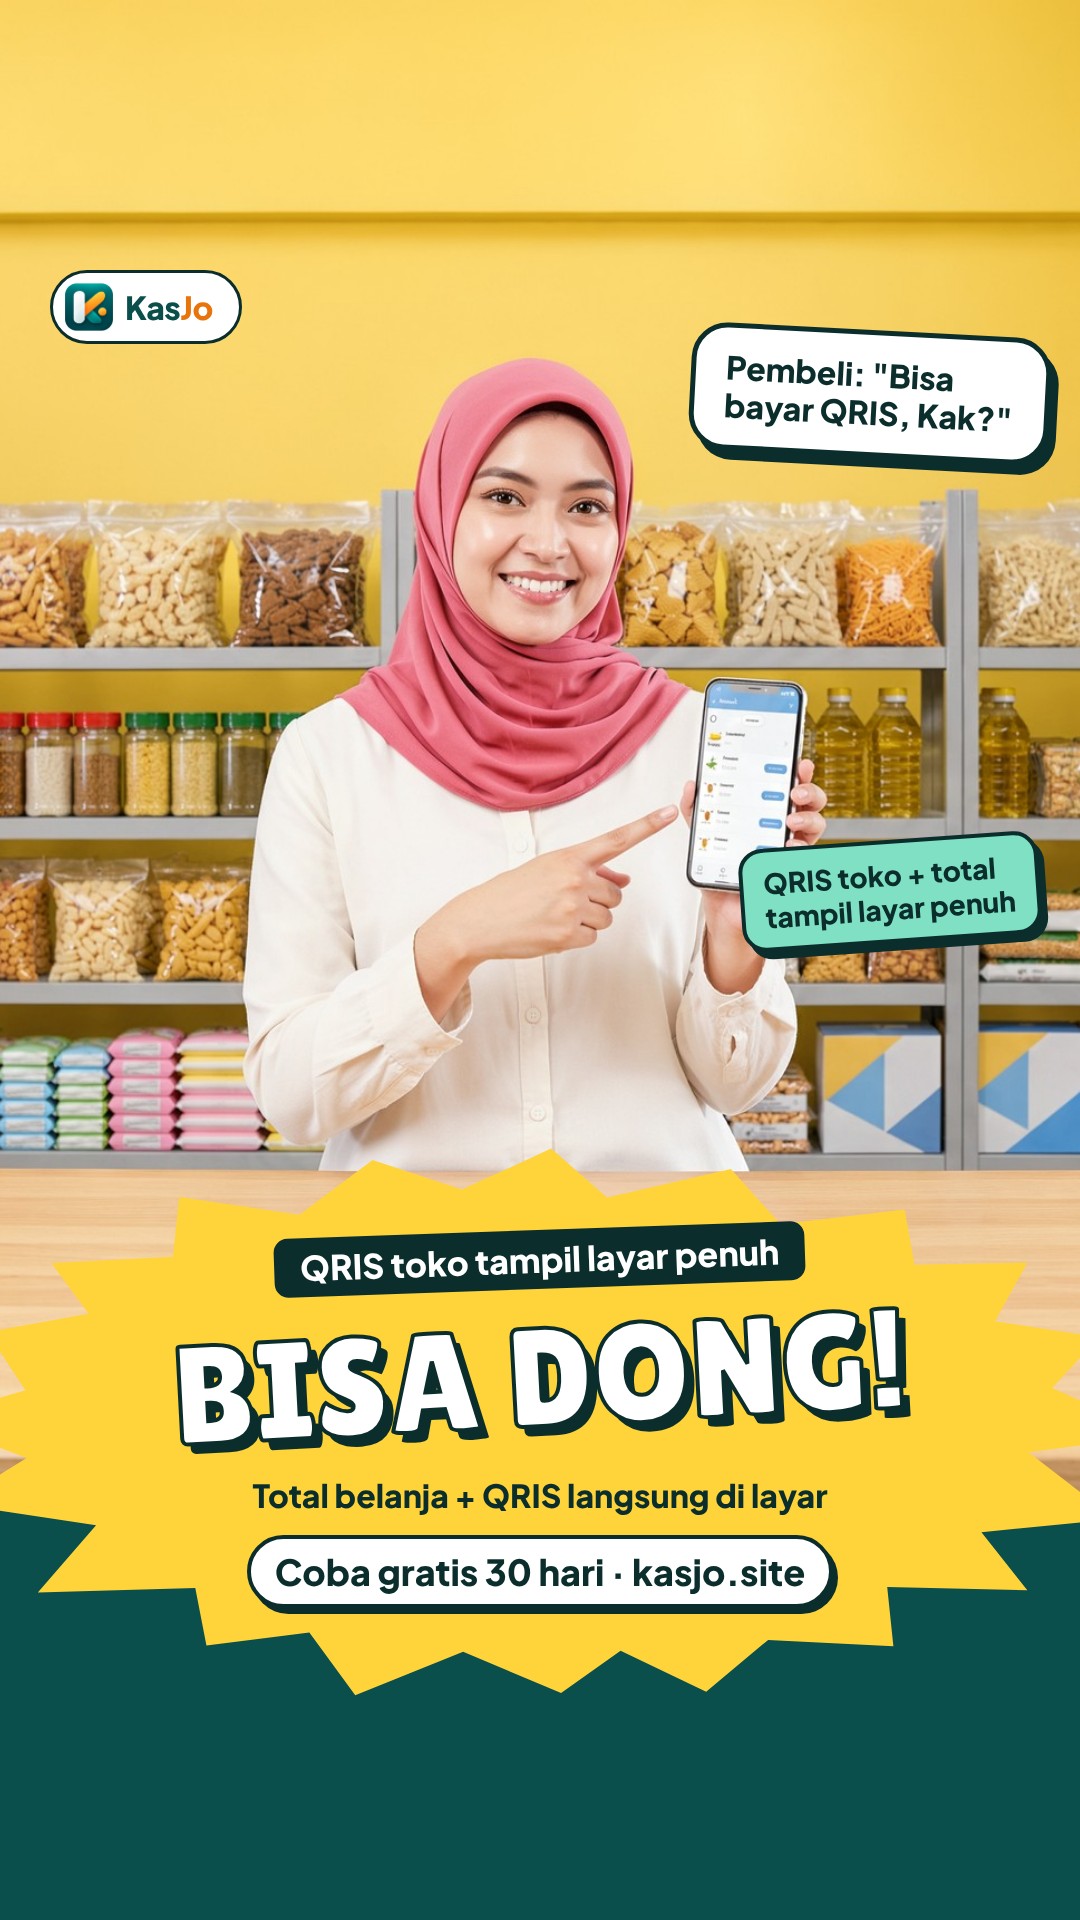 KasJo
Pembeli: "Bisa
bayar QRIS, Kak?"
QRIS toko + total
tampil layar penuh
QRIS toko tampil layar penuh
BISA DONG!
Total belanja + QRIS langsung di layar
Coba gratis 30 hari · kasjo.site